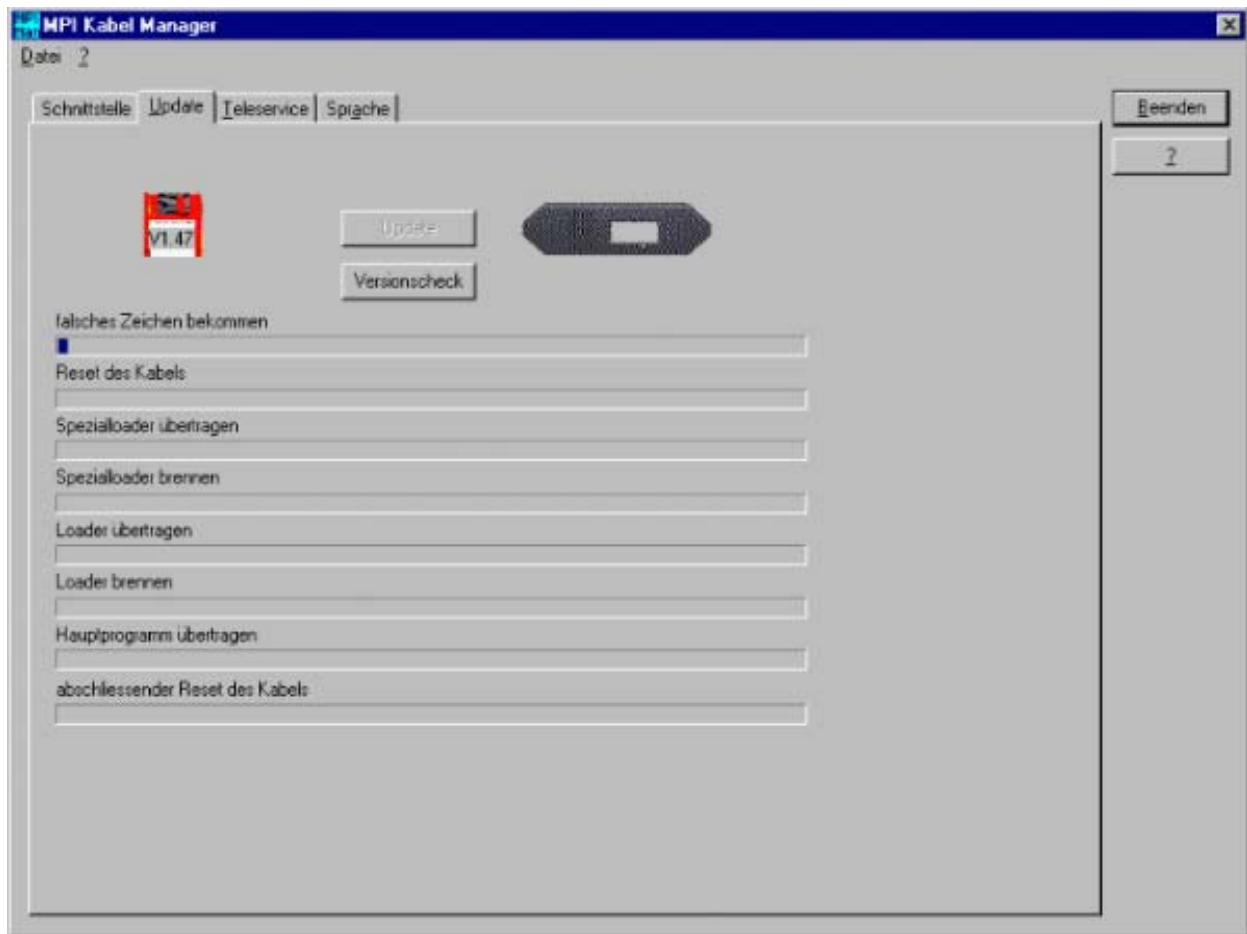 MPI Kabel Manager
Datei ?
Schnittstelle Update Teleservice Sprache
Beenden
?
V1.47
Update
Versionscheck
falsches Zeichen bekommen
Reset des Kabels
Spezialloader übertragen
Spezialloader brennen
Loader übertragen
Loader brennen
Hauptprogramm übertragen
abschliessender Reset des Kabels